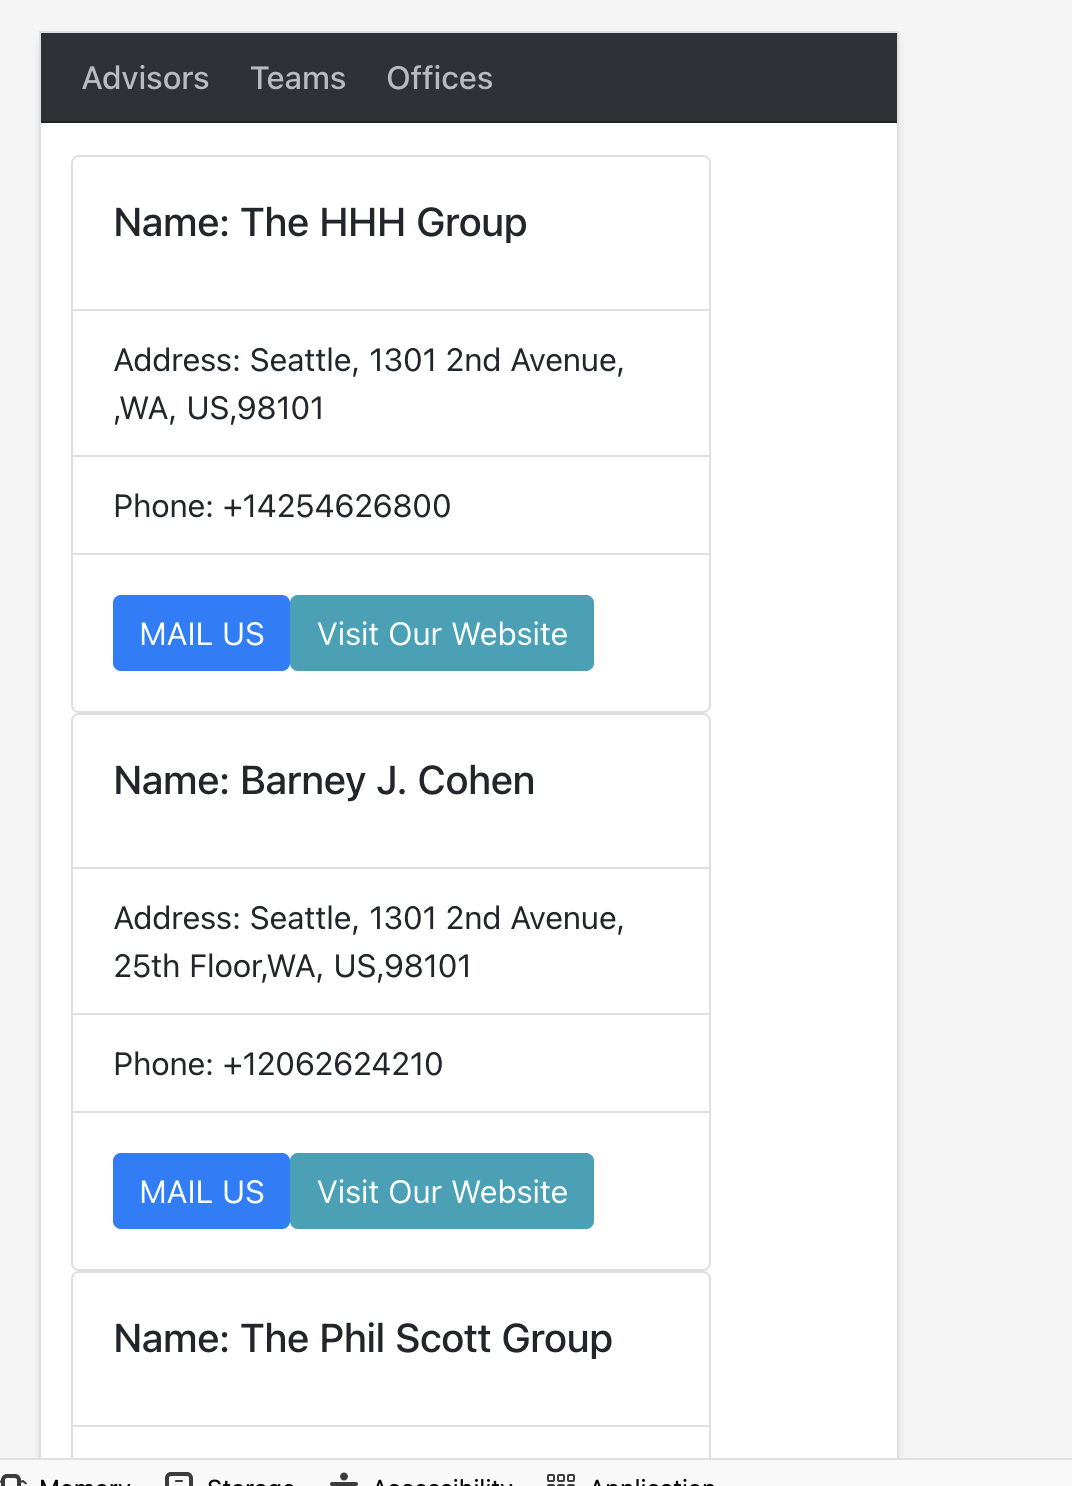 Advisors Teams Offices
Name: The HHH Group
Address: Seattle, 1301 2nd Avenue,
,WA, US,98101
Phone: +14254626800
MAIL US Visit Our Website
Name: Barney J. Cohen
Address: Seattle, 1301 2nd Avenue,
25th Floor,WA, US,98101
Phone: +12062624210
MAIL US Visit Our Website
Name: The Phil Scott Group
Memory Storage Accessibility Application